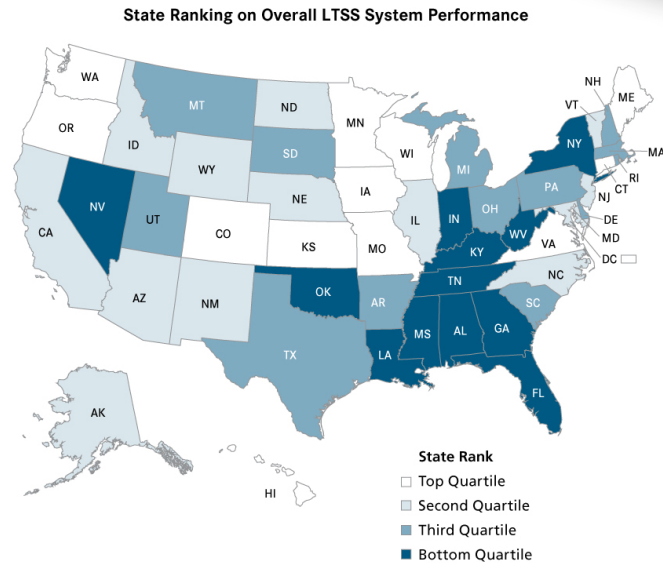 State Ranking on Overall LTSS System Performance
WA
MT
ND
MN
VT
NH
ME
OR
ID
SD
WI
MI
NY
MA
WY
RI
CT
IA
NE
PA
NJ
NV
UT
IL
IN
OH
DE
CA
CO
WV
MD
KS
MO
KY
VA
DC
AZ
NM
OK
TN
NC
AR
SC
TX
LA
MS
AL
GA
FL
AK
HI
State Rank
Top Quartile
Second Quartile
Third Quartile
Bottom Quartile